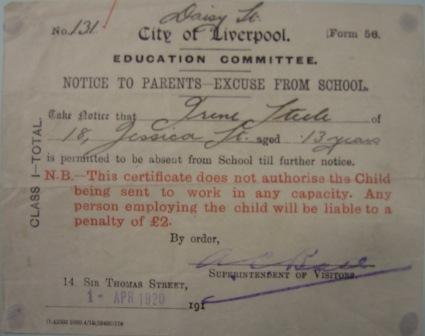 Daisy St.
No. 131. City of Liverpool. [Form 56.
EDUCATION COMMITTEE.
NOTICE TO PARENTS—EXCUSE FROM SCHOOL.
Take Notice that Irene Steele of
18, Jessica St. aged 13 years
is permitted to be absent from School till further notice.
N.B.—This certificate does not authorise the Child
being sent to work in any capacity. Any
person employing the child will be liable to a
penalty of £2.
By order,
SUPERINTENDENT OF VISITORS.
14, SIR THOMAS STREET,
1- APR 1920 191
CLASS I—TOTAL.